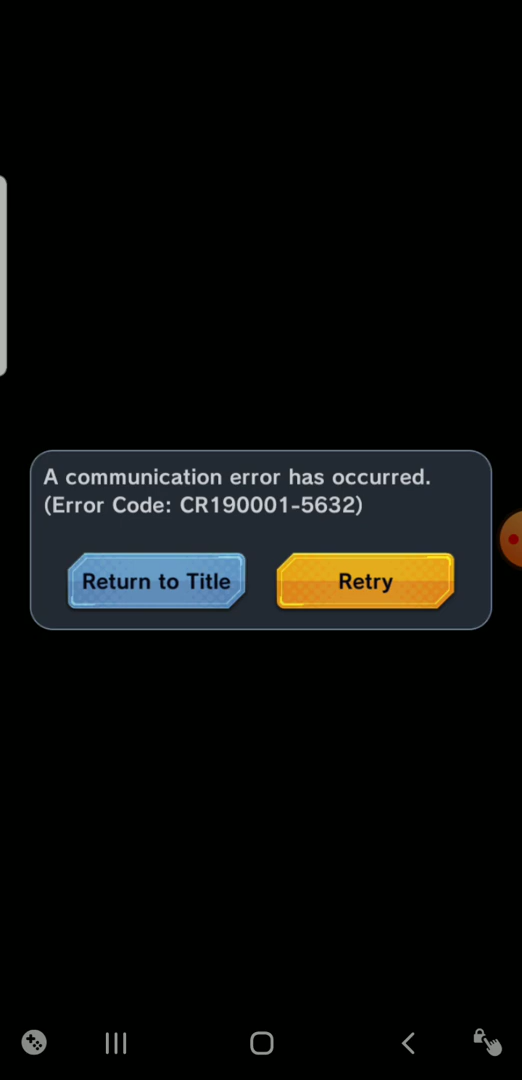 A communication error has occurred.
(Error Code: CR190001-5632)
Return to Title
Retry